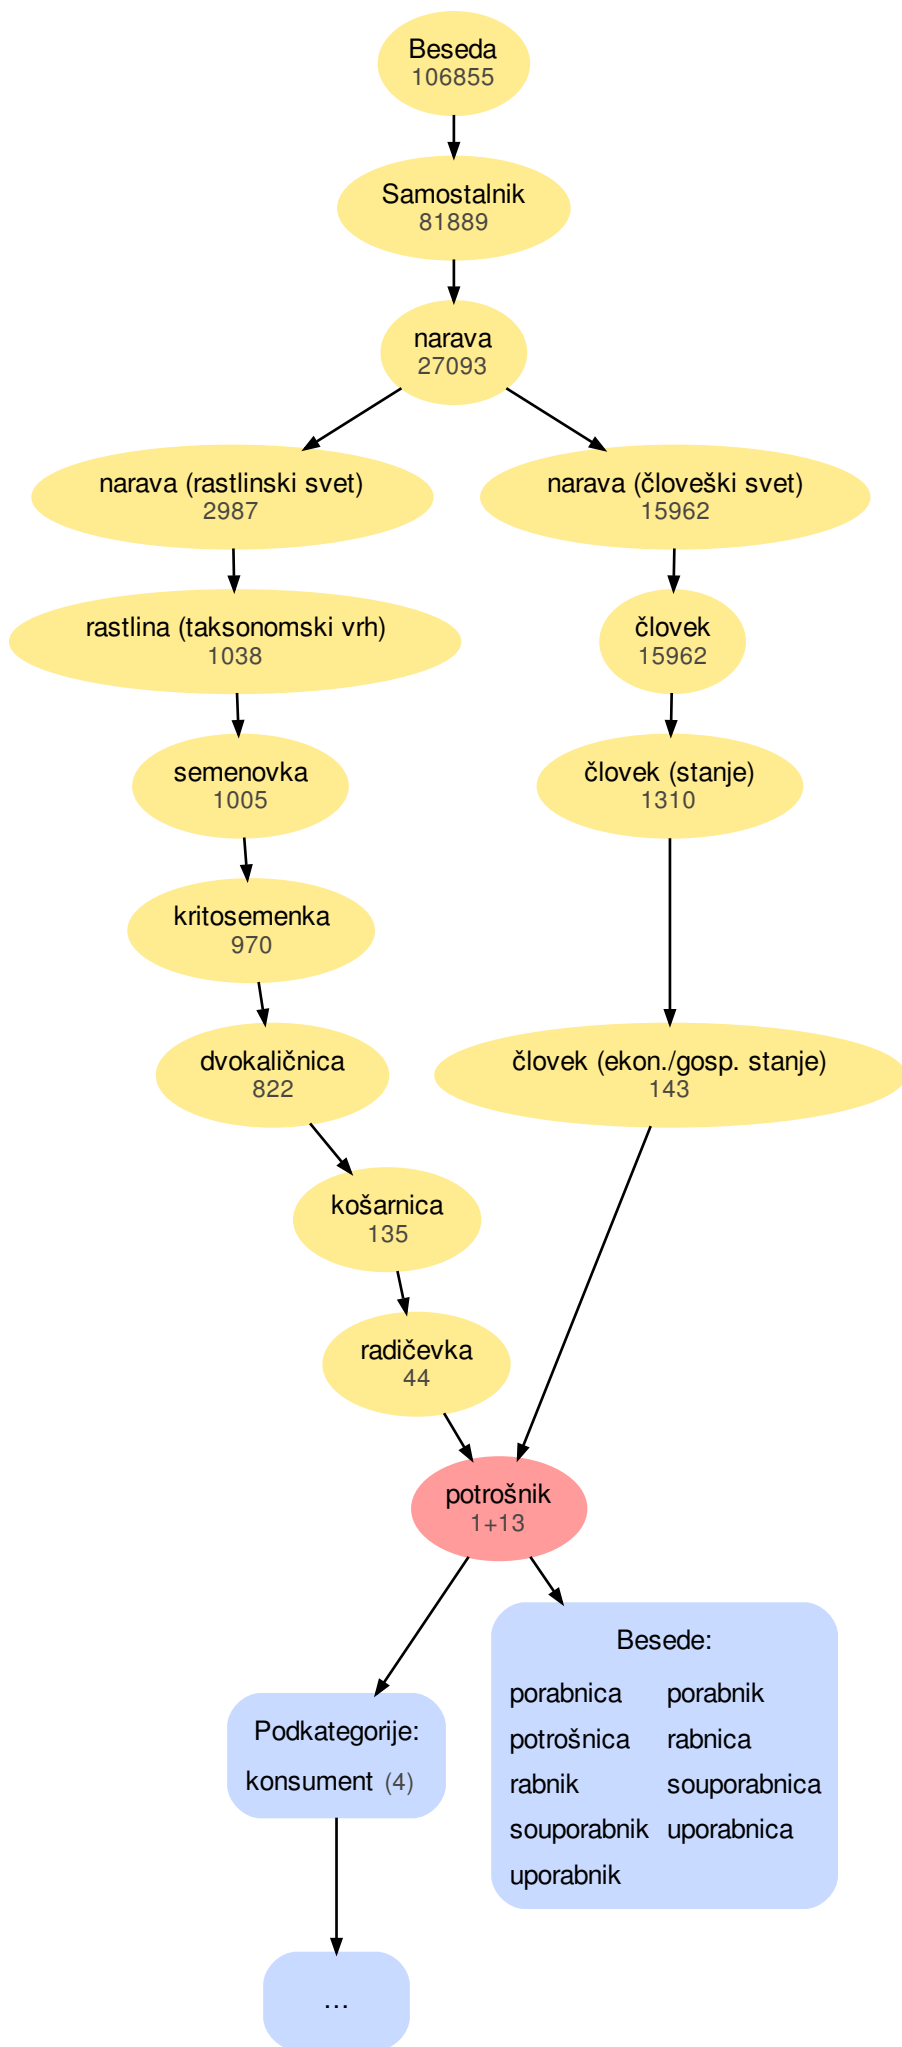 Beseda
106855
Samostalnik
81889
narava
27093
narava (rastlinski svet)
2987
narava (človeški svet)
15962
rastlina (taksonomski vrh)
1038
človek
15962
semenovka
1005
človek (stanje)
1310
kritosemenka
970
dvokaličnica
822
človek (ekon./gosp. stanje)
143
košarnica
135
radičevka
44
potrošnik
1+13
Besede:
porabnica porabnik
potrošnica rabnica
rabnik souporabnica
souporabnik uporabnica
uporabnik
Podkategorije:
konsument (4)
...